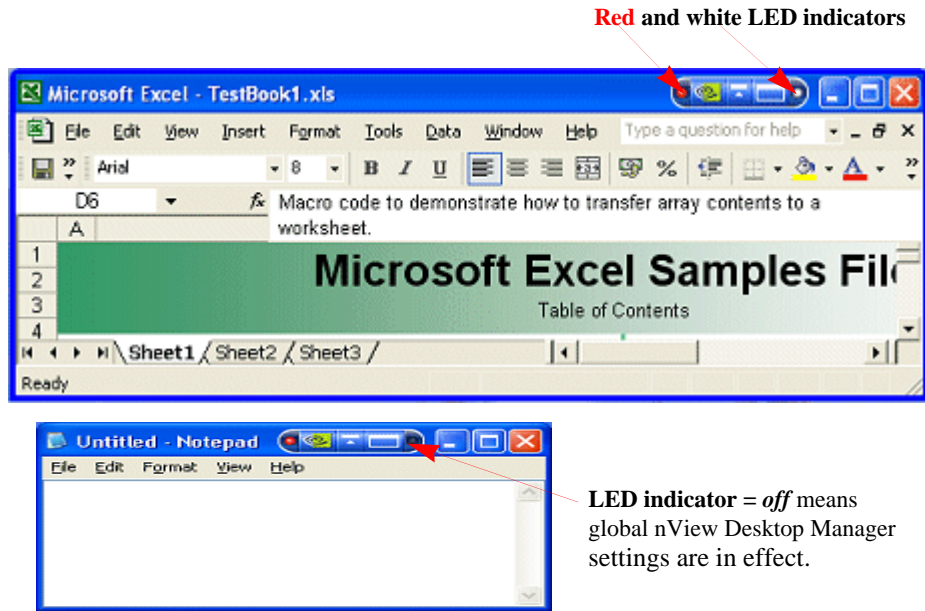 Red and white LED indicators
Microsoft Excel - TestBook1.xls
File Edit View Insert Format Tools Data Window Help Type a question for help
Arial 8 B I U %
D6 fx Macro code to demonstrate how to transfer array contents to a
worksheet.
A
1
Microsoft Excel Samples
2
3 Table of Contents
4
Sheet1 Sheet2 Sheet3
Ready
Untitled - Notepad
File Edit Format View Help
LED indicator = off means
global nView Desktop Manager
settings are in effect.